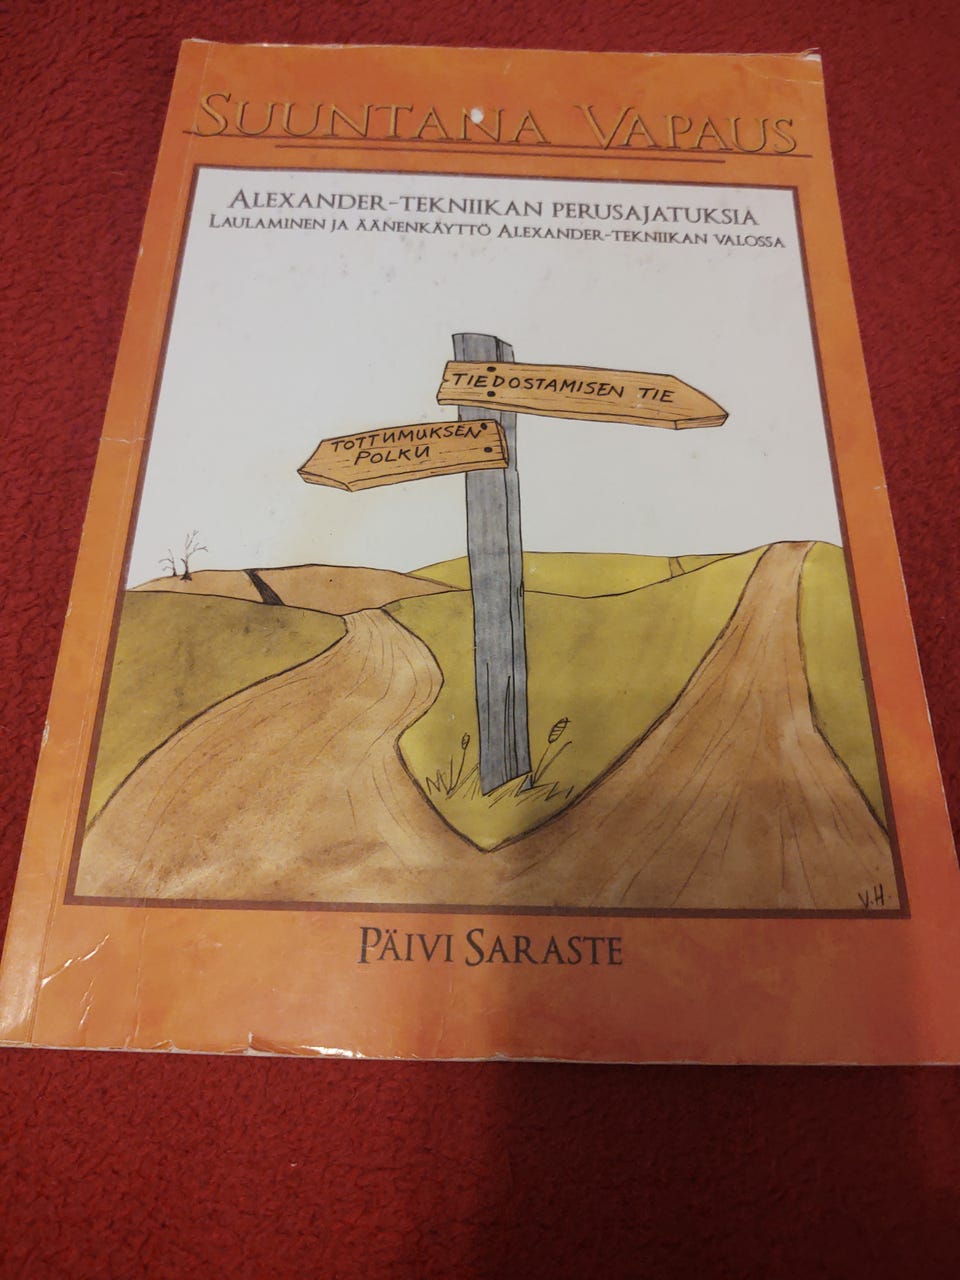 SUUNTANA VAPAUS
ALEXANDER-TEKNIIKAN PERUSAJATUKSIA
LAULAMINEN JA ÄÄNENKÄYTTÖ ALEXANDER-TEKNIIKAN VALOSSA
TIEDOSTAMISEN TIE
TOTTUMUKSEN
POLKU
V.H.
PÄIVI SARASTE